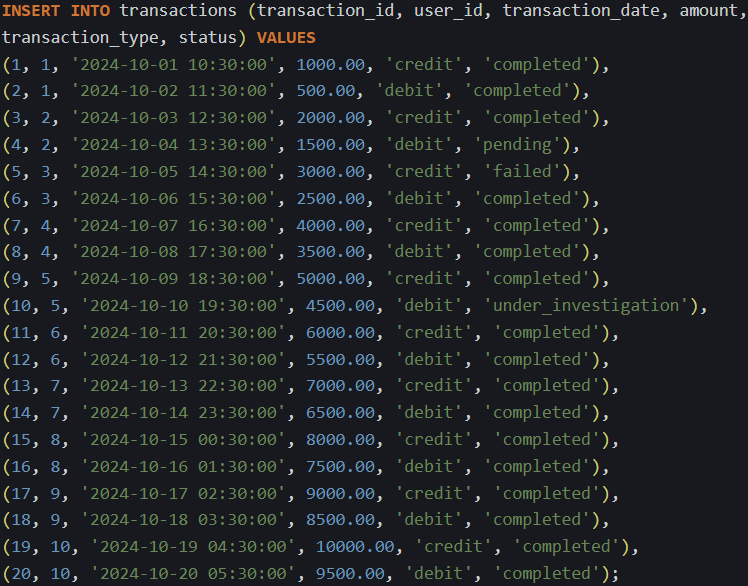 INSERT INTO transactions (transaction_id, user_id, transaction_date, amount,
transaction_type, status) VALUES
(1, 1, '2024-10-01 10:30:00', 1000.00, 'credit', 'completed'),
(2, 1, '2024-10-02 11:30:00', 500.00, 'debit', 'completed'),
(3, 2, '2024-10-03 12:30:00', 2000.00, 'credit', 'completed'),
(4, 2, '2024-10-04 13:30:00', 1500.00, 'debit', 'pending'),
(5, 3, '2024-10-05 14:30:00', 3000.00, 'credit', 'failed'),
(6, 3, '2024-10-06 15:30:00', 2500.00, 'debit', 'completed'),
(7, 4, '2024-10-07 16:30:00', 4000.00, 'credit', 'completed'),
(8, 4, '2024-10-08 17:30:00', 3500.00, 'debit', 'completed'),
(9, 5, '2024-10-09 18:30:00', 5000.00, 'credit', 'completed'),
(10, 5, '2024-10-10 19:30:00', 4500.00, 'debit', 'under_investigation'),
(11, 6, '2024-10-11 20:30:00', 6000.00, 'credit', 'completed'),
(12, 6, '2024-10-12 21:30:00', 5500.00, 'debit', 'completed'),
(13, 7, '2024-10-13 22:30:00', 7000.00, 'credit', 'completed'),
(14, 7, '2024-10-14 23:30:00', 6500.00, 'debit', 'completed'),
(15, 8, '2024-10-15 00:30:00', 8000.00, 'credit', 'completed'),
(16, 8, '2024-10-16 01:30:00', 7500.00, 'debit', 'completed'),
(17, 9, '2024-10-17 02:30:00', 9000.00, 'credit', 'completed'),
(18, 9, '2024-10-18 03:30:00', 8500.00, 'debit', 'completed'),
(19, 10, '2024-10-19 04:30:00', 10000.00, 'credit', 'completed'),
(20, 10, '2024-10-20 05:30:00', 9500.00, 'debit', 'completed');